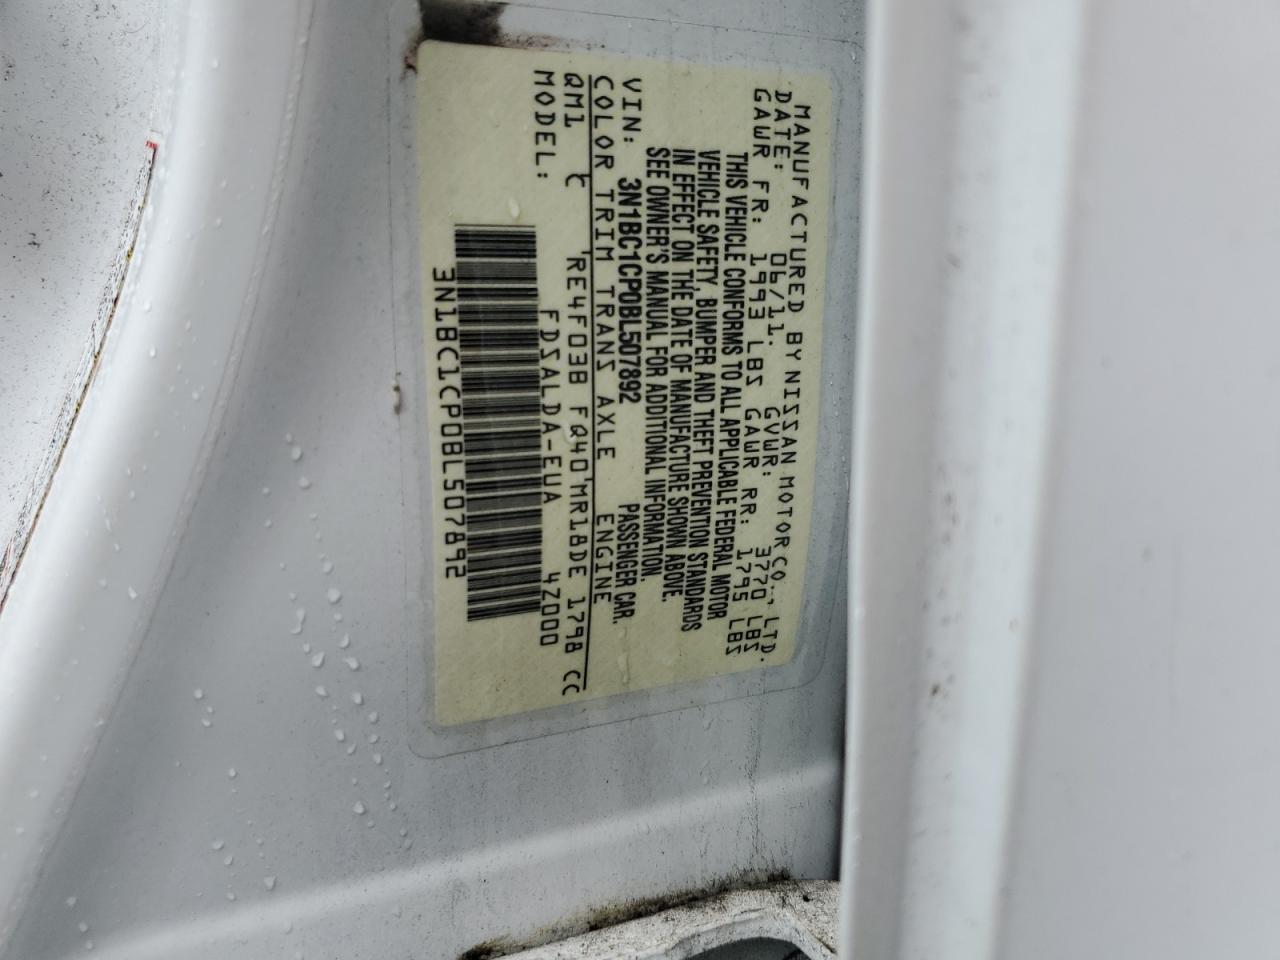 MANUFACTURED BY NISSAN MOTOR CO., LTD.
DATE: 06/11. GVWR: 3770 LBS
GAWR FR: 1993 LBS GAWR RR: 1795 LBS
THIS VEHICLE CONFORMS TO ALL APPLICABLE FEDERAL MOTOR
VEHICLE SAFETY, BUMPER AND THEFT PREVENTION STANDARDS
IN EFFECT ON THE DATE OF MANUFACTURE SHOWN ABOVE.
SEE OWNER'S MANUAL FOR ADDITIONAL INFORMATION.
VIN: 3N1BC1CP0BL507892 PASSENGER CAR.
COLOR TRIM TRANS AXLE ENGINE
QM1 C RE4F03B FQ40 MR18DE 1798 CC
MODEL: FDSALDA-EUA 4Z000
3N1BC1CP0BL507892